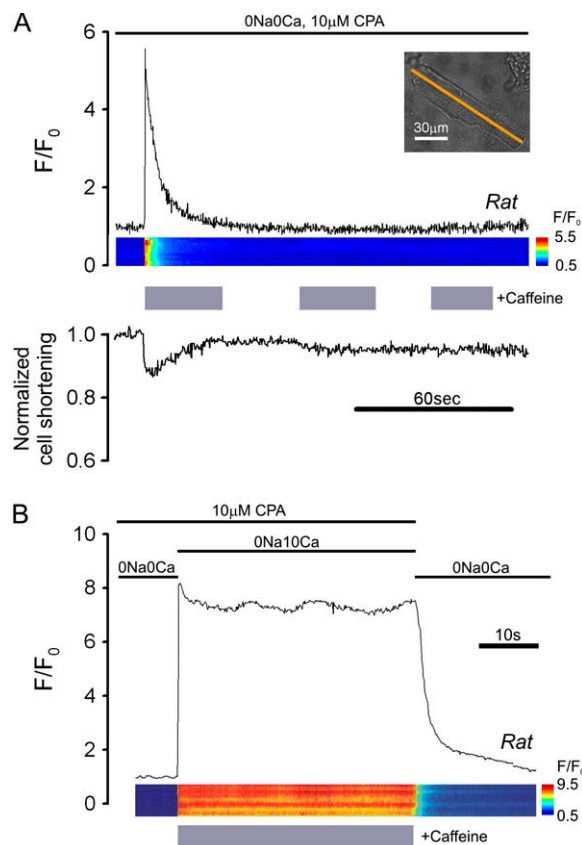 A
0Na0Ca, 10µM CPA
6
4
2
0
F/F0
30µm
Rat
F/F0
5.5
0.5
+Caffeine
1.0
0.8
0.6
Normalized
cell shortening
60sec
B
10µM CPA
0Na10Ca
0Na0Ca
0Na0Ca
10
8
6
4
2
0
F/F0
10s
Rat
F/F0
9.5
0.5
+Caffeine